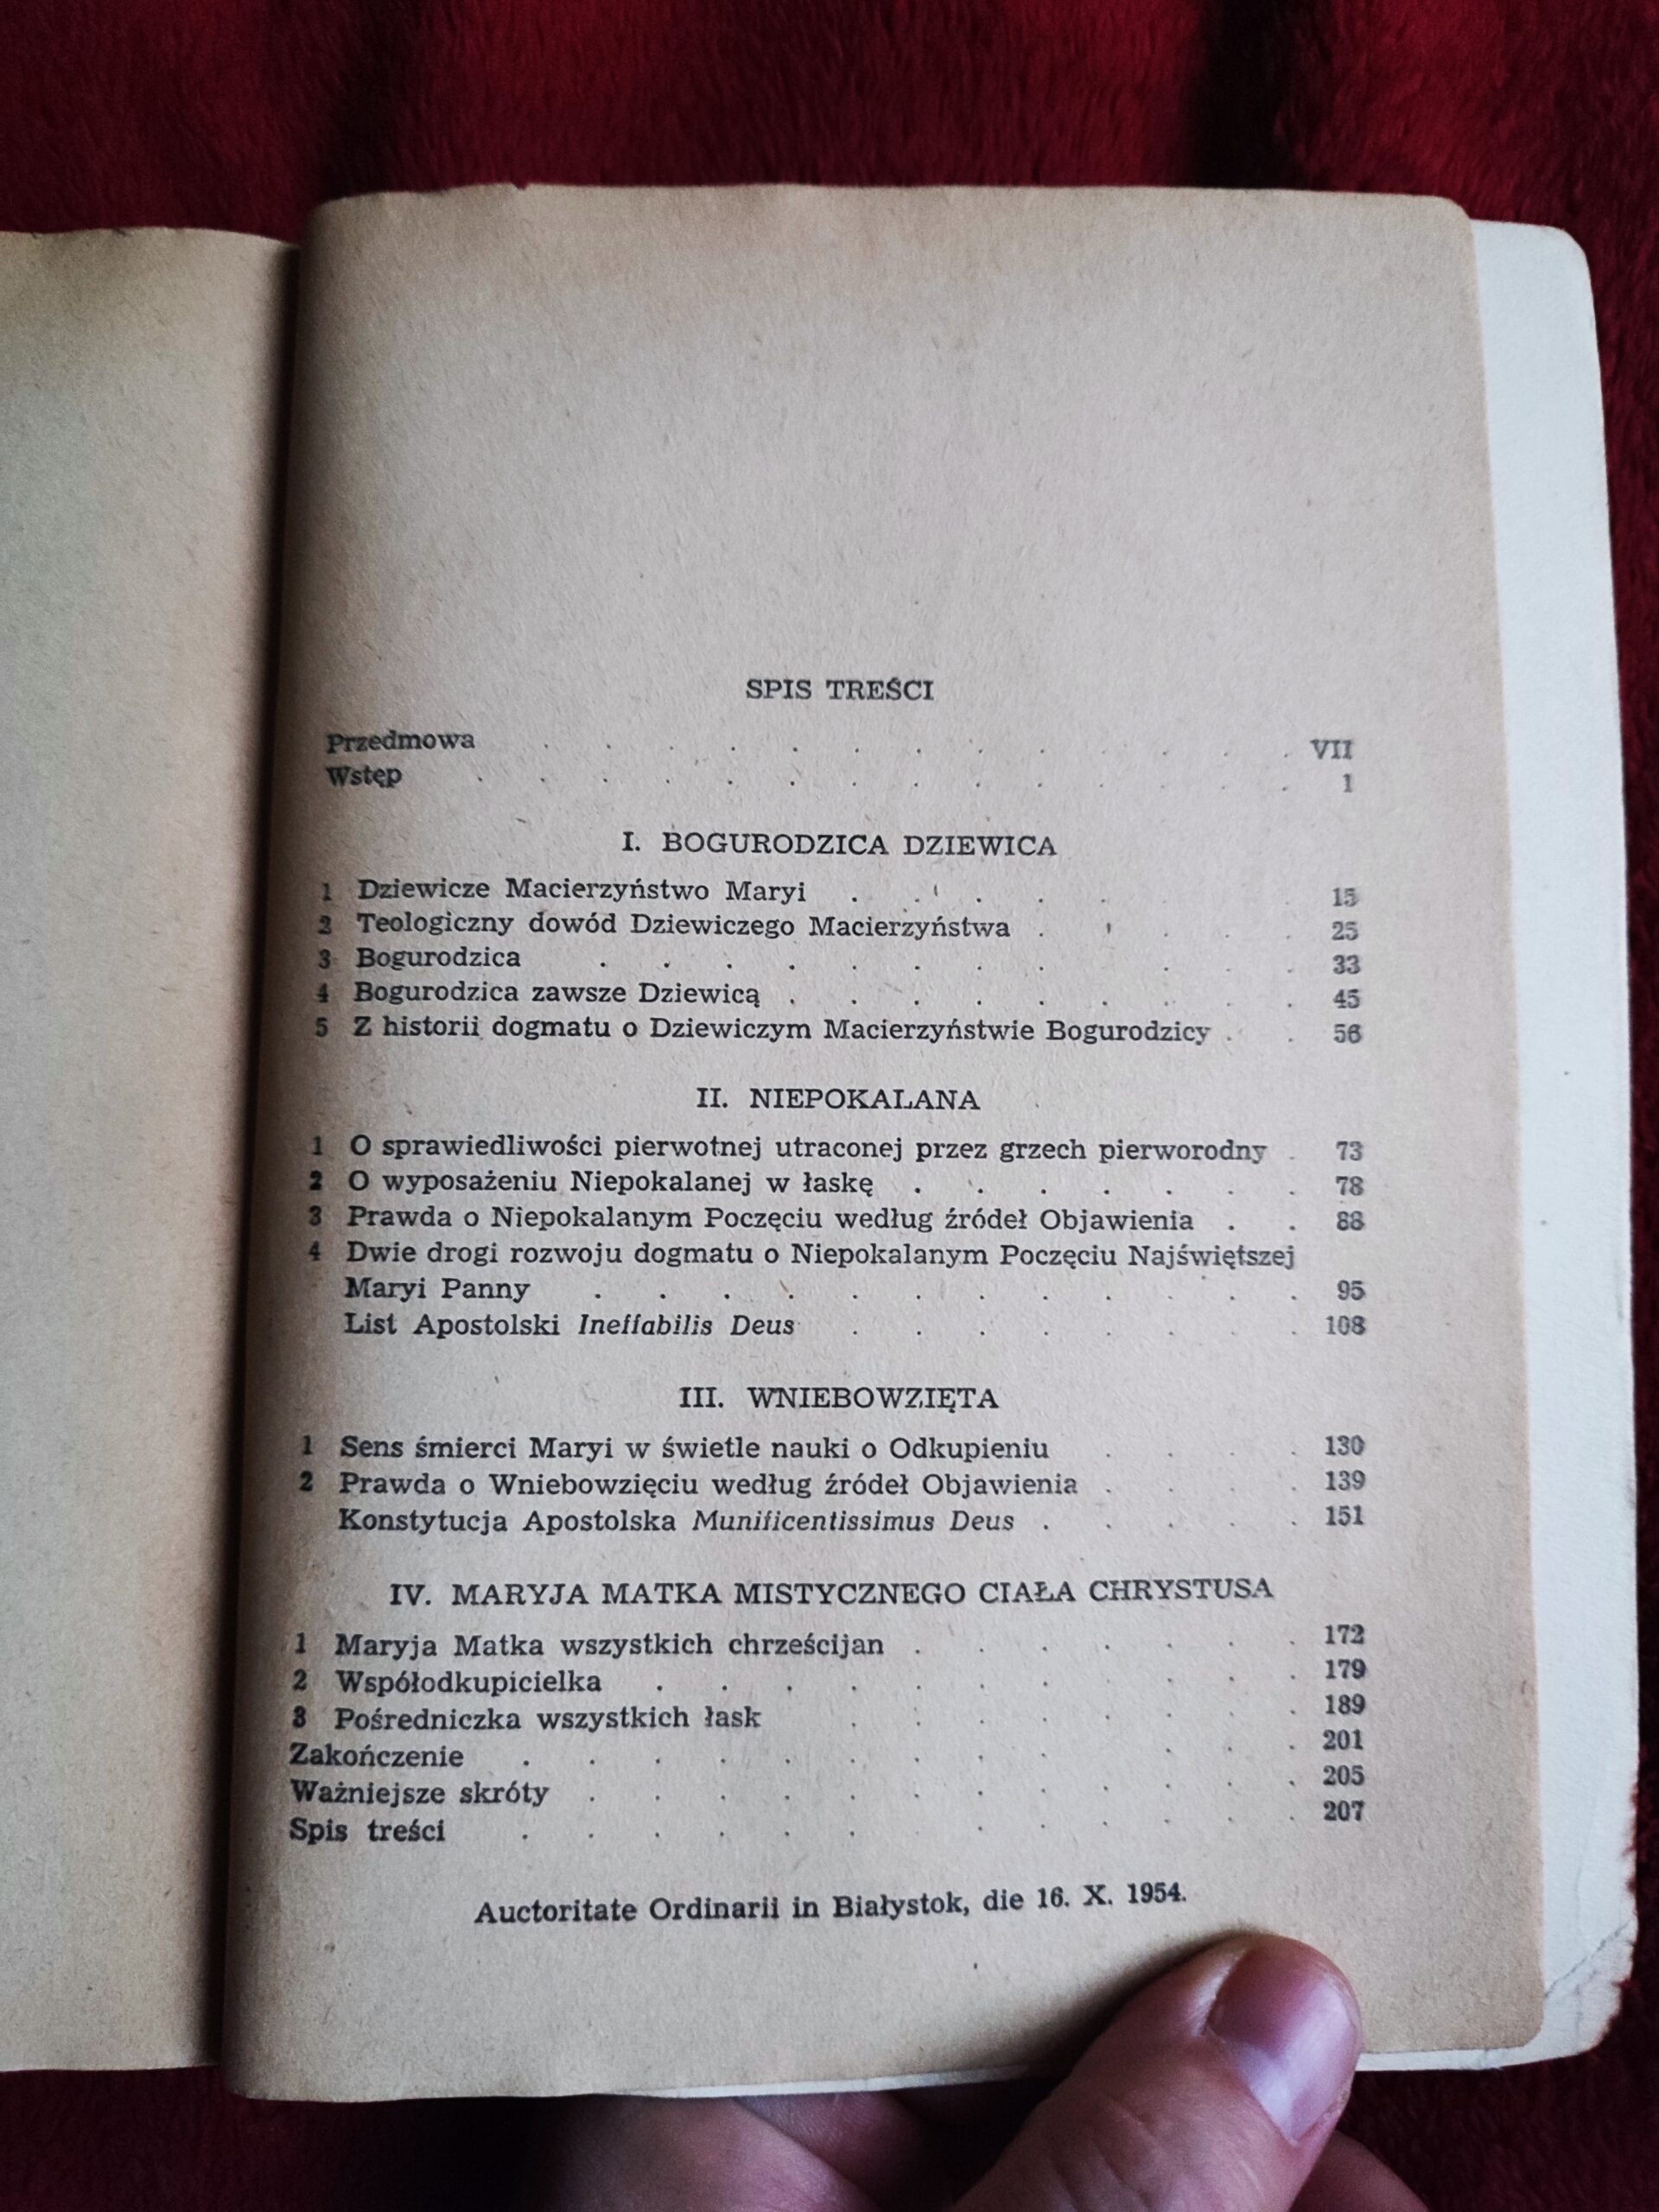 SPIS TREŚCI
Przedmowa . . . . . . . . . . . . . VII
Wstęp . . . . . . . . . . . . . . 1
I. BOGURODZICA DZIEWICA
1 Dziewicze Macierzyństwo Maryi . . . . . . 15
2 Teologiczny dowód Dziewiczego Macierzyństwa . . . . . 25
3 Bogurodzica . . . . . . . . . . . 33
4 Bogurodzica zawsze Dziewicą . . . . . . . . . 45
5 Z historii dogmatu o Dziewiczym Macierzyństwie Bogurodzicy . . 56
II. NIEPOKALANA
1 O sprawiedliwości pierwotnej utraconej przez grzech pierworodny . 73
2 O wyposażeniu Niepokalanej w łaskę . . . . . . . 78
3 Prawda o Niepokalanym Poczęciu według źródeł Objawienia . . 88
4 Dwie drogi rozwoju dogmatu o Niepokalanym Poczęciu Najświętszej
Maryi Panny . . . . . . . . . . . . 95
List Apostolski Ineffabilis Deus . . . . . . . . 108
III. WNIEBOWZIĘTA
1 Sens śmierci Maryi w świetle nauki o Odkupieniu . . . . 130
2 Prawda o Wniebowzięciu według źródeł Objawienia . . . . 139
Konstytucja Apostolska Munificentissimus Deus . . . . . 151
IV. MARYJA MATKA MISTYCZNEGO CIAŁA CHRYSTUSA
1 Maryja Matka wszystkich chrześcijan . . . . . . . 172
2 Współodkupicielka . . . . . . . . . . . 179
3 Pośredniczka wszystkich łask . . . . . . . . 189
Zakończenie . . . . . . . . . . . . 201
Ważniejsze skróty . . . . . . . . . . . . 205
Spis treści . . . . . . . . . . . . . 207
Auctoritate Ordinarii in Białystok, die 16. X. 1954.